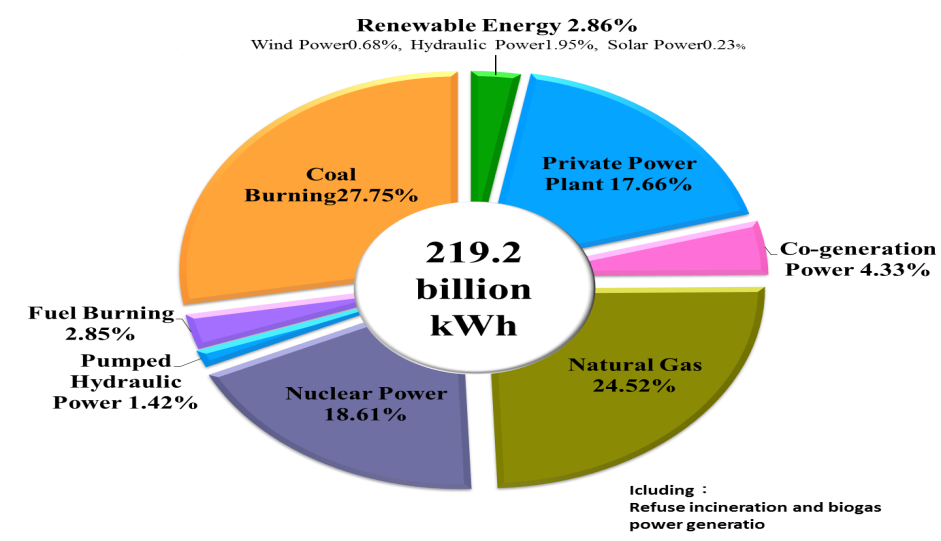 Renewable Energy 2.86%
Wind Power0.68%, Hydraulic Power1.95%, Solar Power0.23%
Coal
Burning27.75%
Private Power
Plant 17.66%
219.2
billion
kWh
Co-generation
Power 4.33%
Fuel Burning
2.85%
Pumped
Hydraulic
Power 1.42%
Nuclear Power
18.61%
Natural Gas
24.52%
Icluding：
Refuse incineration and biogas
power generatio